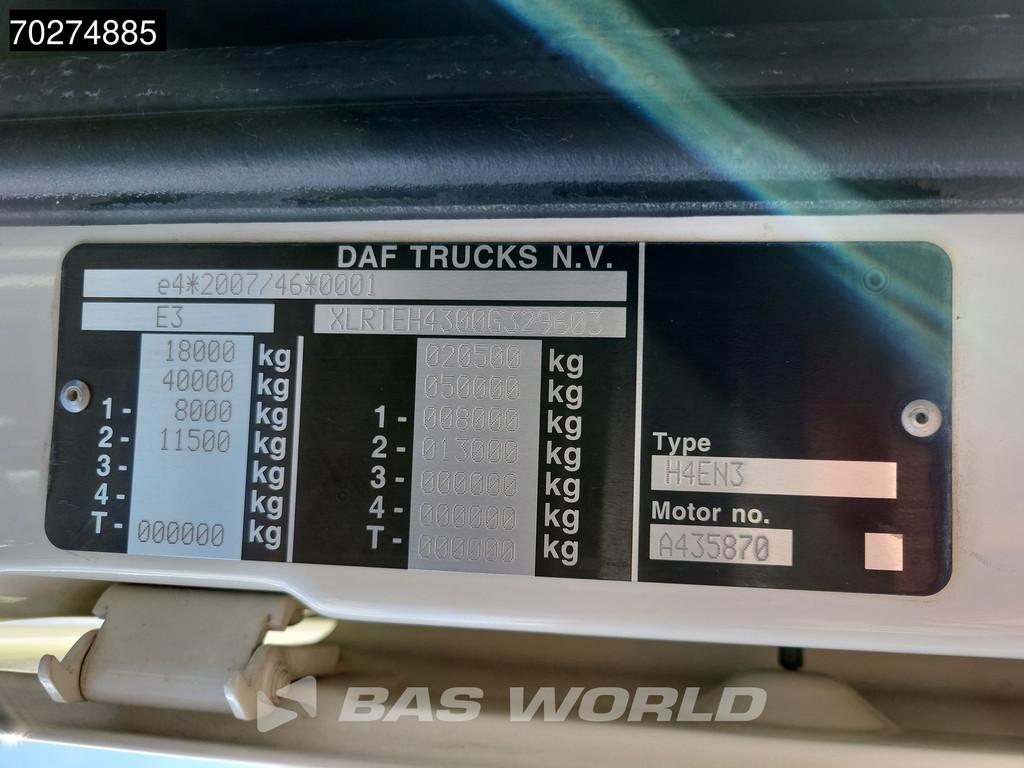 70274885
DAF TRUCKS N.V.
e4*2007/46*0001
E3 XLRTEH4300G329603
18000 kg 020500 kg
40000 kg 050000 kg
1- 8000 kg 1- 008000 kg
2- 11500 kg 2- 013000 kg
3- kg 3- 000000 kg
4- kg 4- 000000 kg
T- 000000 kg T- 000000 kg
Type
H4EN3
Motor no.
A435870
BAS WORLD